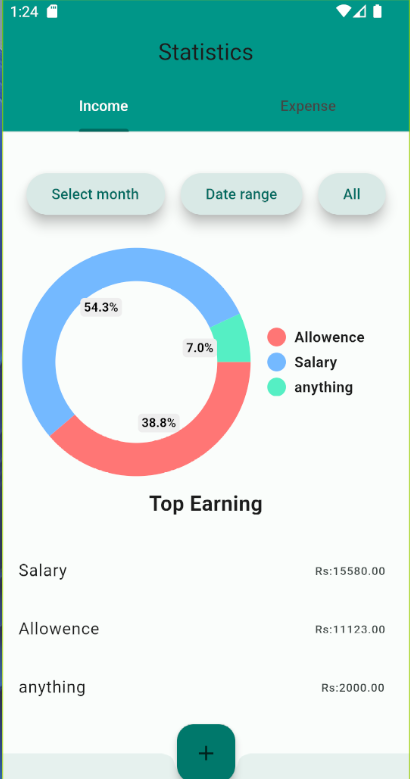 1:24
Statistics
Income Expense
Select month Date range All
54.3%
7.0%
38.8%
Allowence
Salary
anything
Top Earning
Salary Rs:15580.00
Allowence Rs:11123.00
anything Rs:2000.00
+